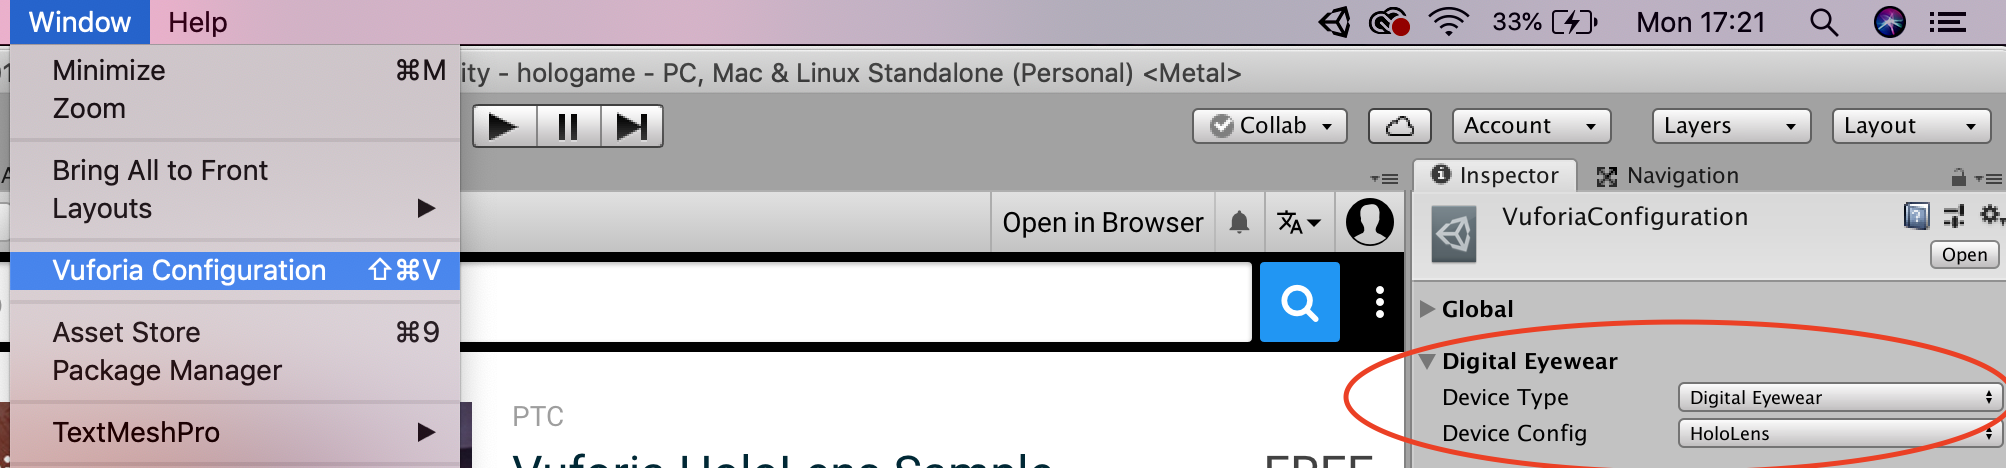 Window Help 33% Mon 17:21
Minimize ⌘M
Zoom
Bring All to Front
Layouts
Vuforia Configuration ⇧⌘V
Asset Store ⌘9
Package Manager
TextMeshPro
ity - hologame - PC, Mac & Linux Standalone (Personal) <Metal>
Collab Account Layers Layout
Open in Browser
PTC
Vuforia HoloLens Sample FREE
Inspector Navigation
VuforiaConfiguration
Open
Global
Digital Eyewear
Device Type Digital Eyewear
Device Config HoloLens